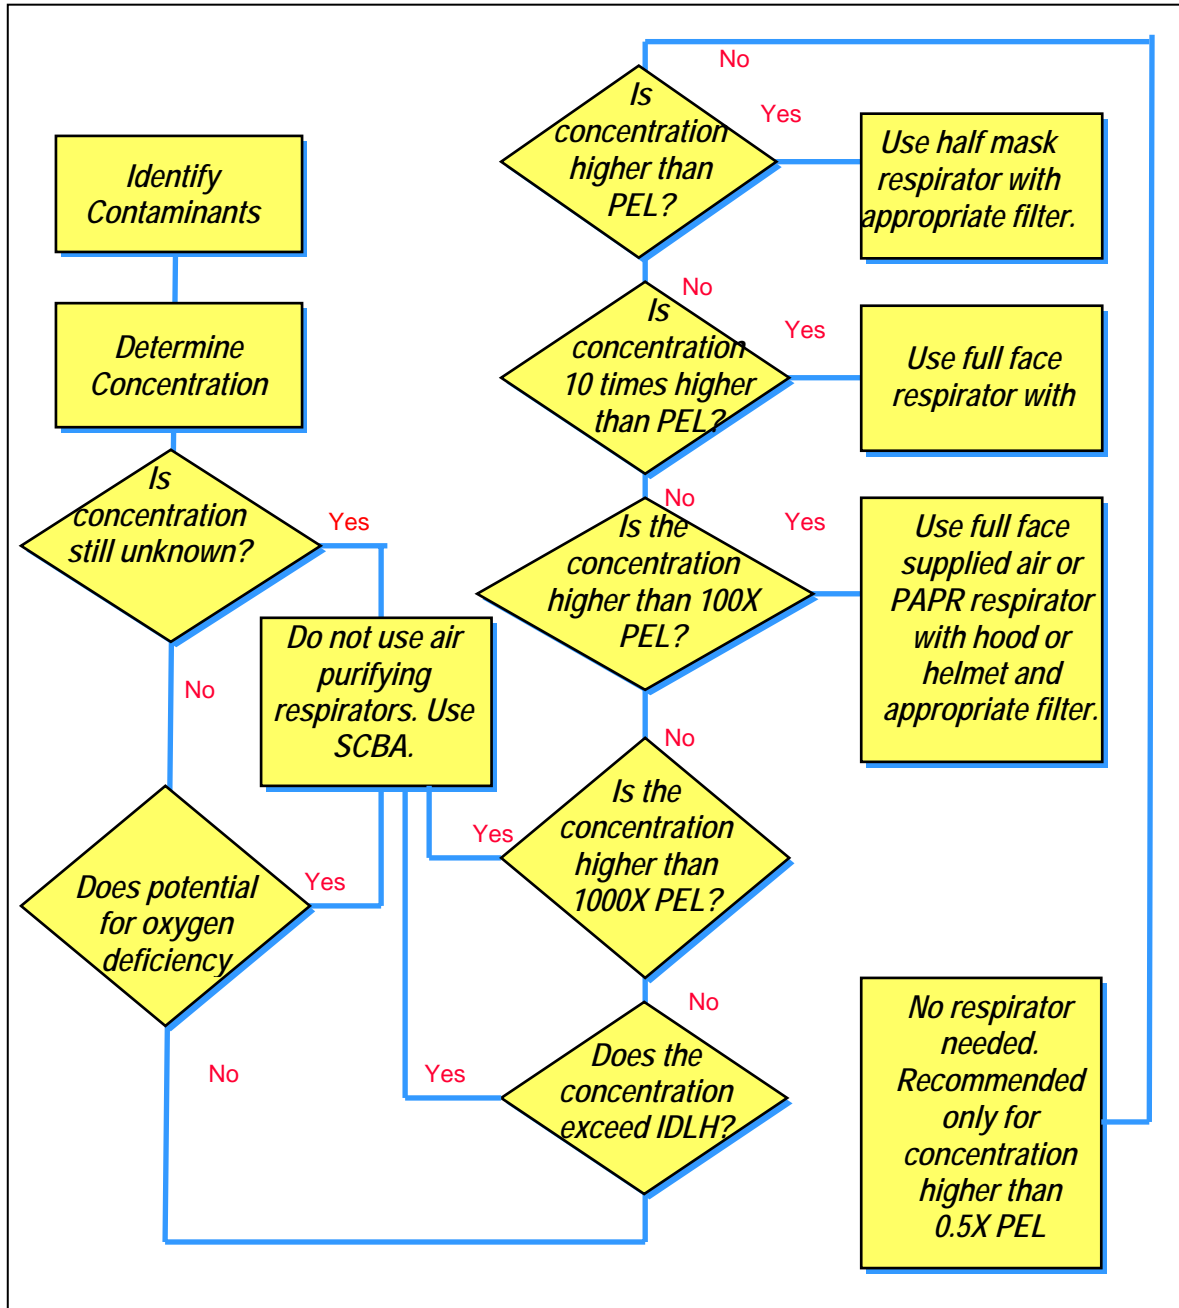 Identify
Contaminants
Determine
Concentration
Is
concentration
still unknown?
Yes
No
Do not use air
purifying
respirators. Use
SCBA.
Does potential
for oxygen
deficiency
Yes
No
No
Is
concentration
higher than
PEL?
Yes
Use half mask
respirator with
appropriate filter.
No
Is
concentration
10 times higher
than PEL?
Yes
Use full face
respirator with
No
Is the
concentration
higher than 100X
PEL?
Yes
Use full face
supplied air or
PAPR respirator
with hood or
helmet and
appropriate filter.
No
Is the
concentration
higher than
1000X PEL?
Yes
No
Does the
concentration
exceed IDLH?
Yes
No respirator
needed.
Recommended
only for
concentration
higher than
0.5X PEL